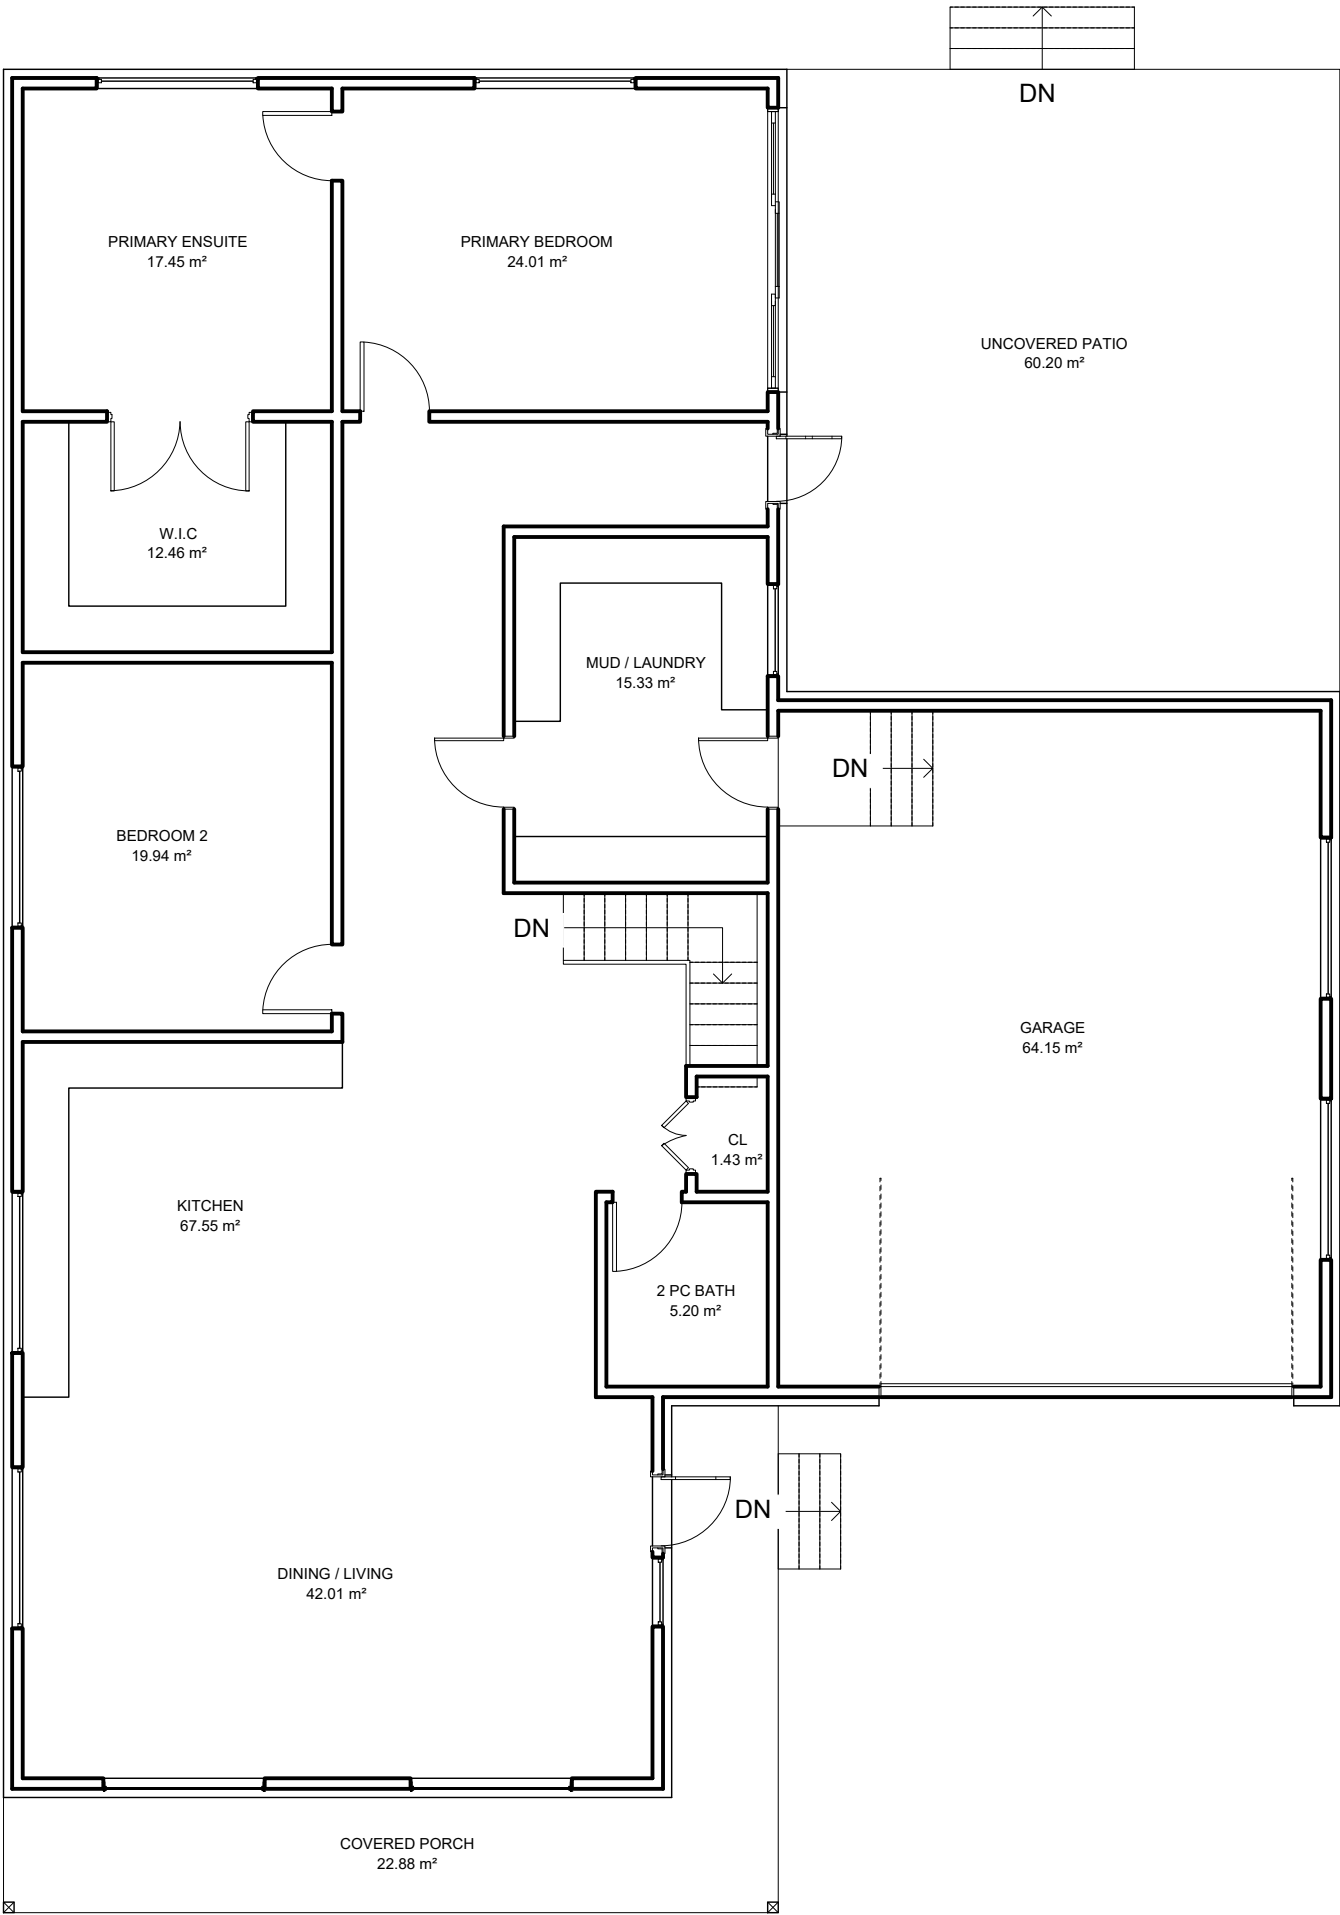 DN
PRIMARY ENSUITE
17.45 m²
PRIMARY BEDROOM
24.01 m²
UNCOVERED PATIO
60.20 m²
W.I.C
12.46 m²
MUD / LAUNDRY
15.33 m²
DN
BEDROOM 2
19.94 m²
DN
GARAGE
64.15 m²
CL
1.43 m²
KITCHEN
67.55 m²
2 PC BATH
5.20 m²
DN
DINING / LIVING
42.01 m²
COVERED PORCH
22.88 m²